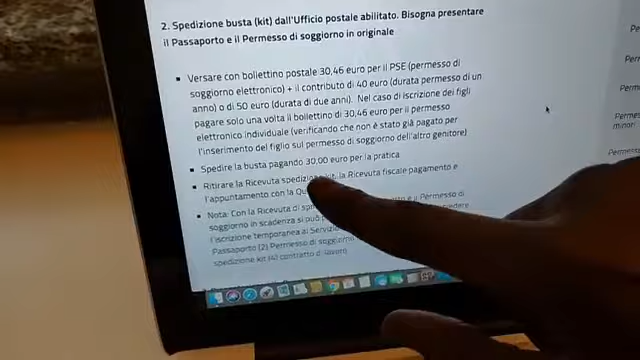 2. Spedizione busta (kit) dall'Ufficio postale abilitato. Bisogna presentare
il Passaporto e il Permesso di soggiorno in originale
Versare con bollettino postale 30,46 euro per il PSE (permesso di
soggiorno elettronico) + il contributo di 40 euro (durata permesso di un
anno) o di 50 euro (durata di due anni). Nel caso di iscrizione dei figli
pagare solo una volta il bollettino di 30,46 euro per il permesso
elettronico individuale (verificando che non è stato già pagato per
l'inserimento del figlio sul permesso di soggiorno dell'altro genitore)
Spedire la busta pagando 30,00 euro per la pratica
Ritirare la Ricevuta spedizione kit, la Ricevuta fiscale pagamento e
l'appuntamento con la
Nota: Con la Ricevuta di e il Permesso di
soggiorno in scadenza si può
l'iscrizione temporanea al
Passaporto (2) Permesso di soggiorno
spedizione kit (4) contratto di lavoro
Permesso
minori